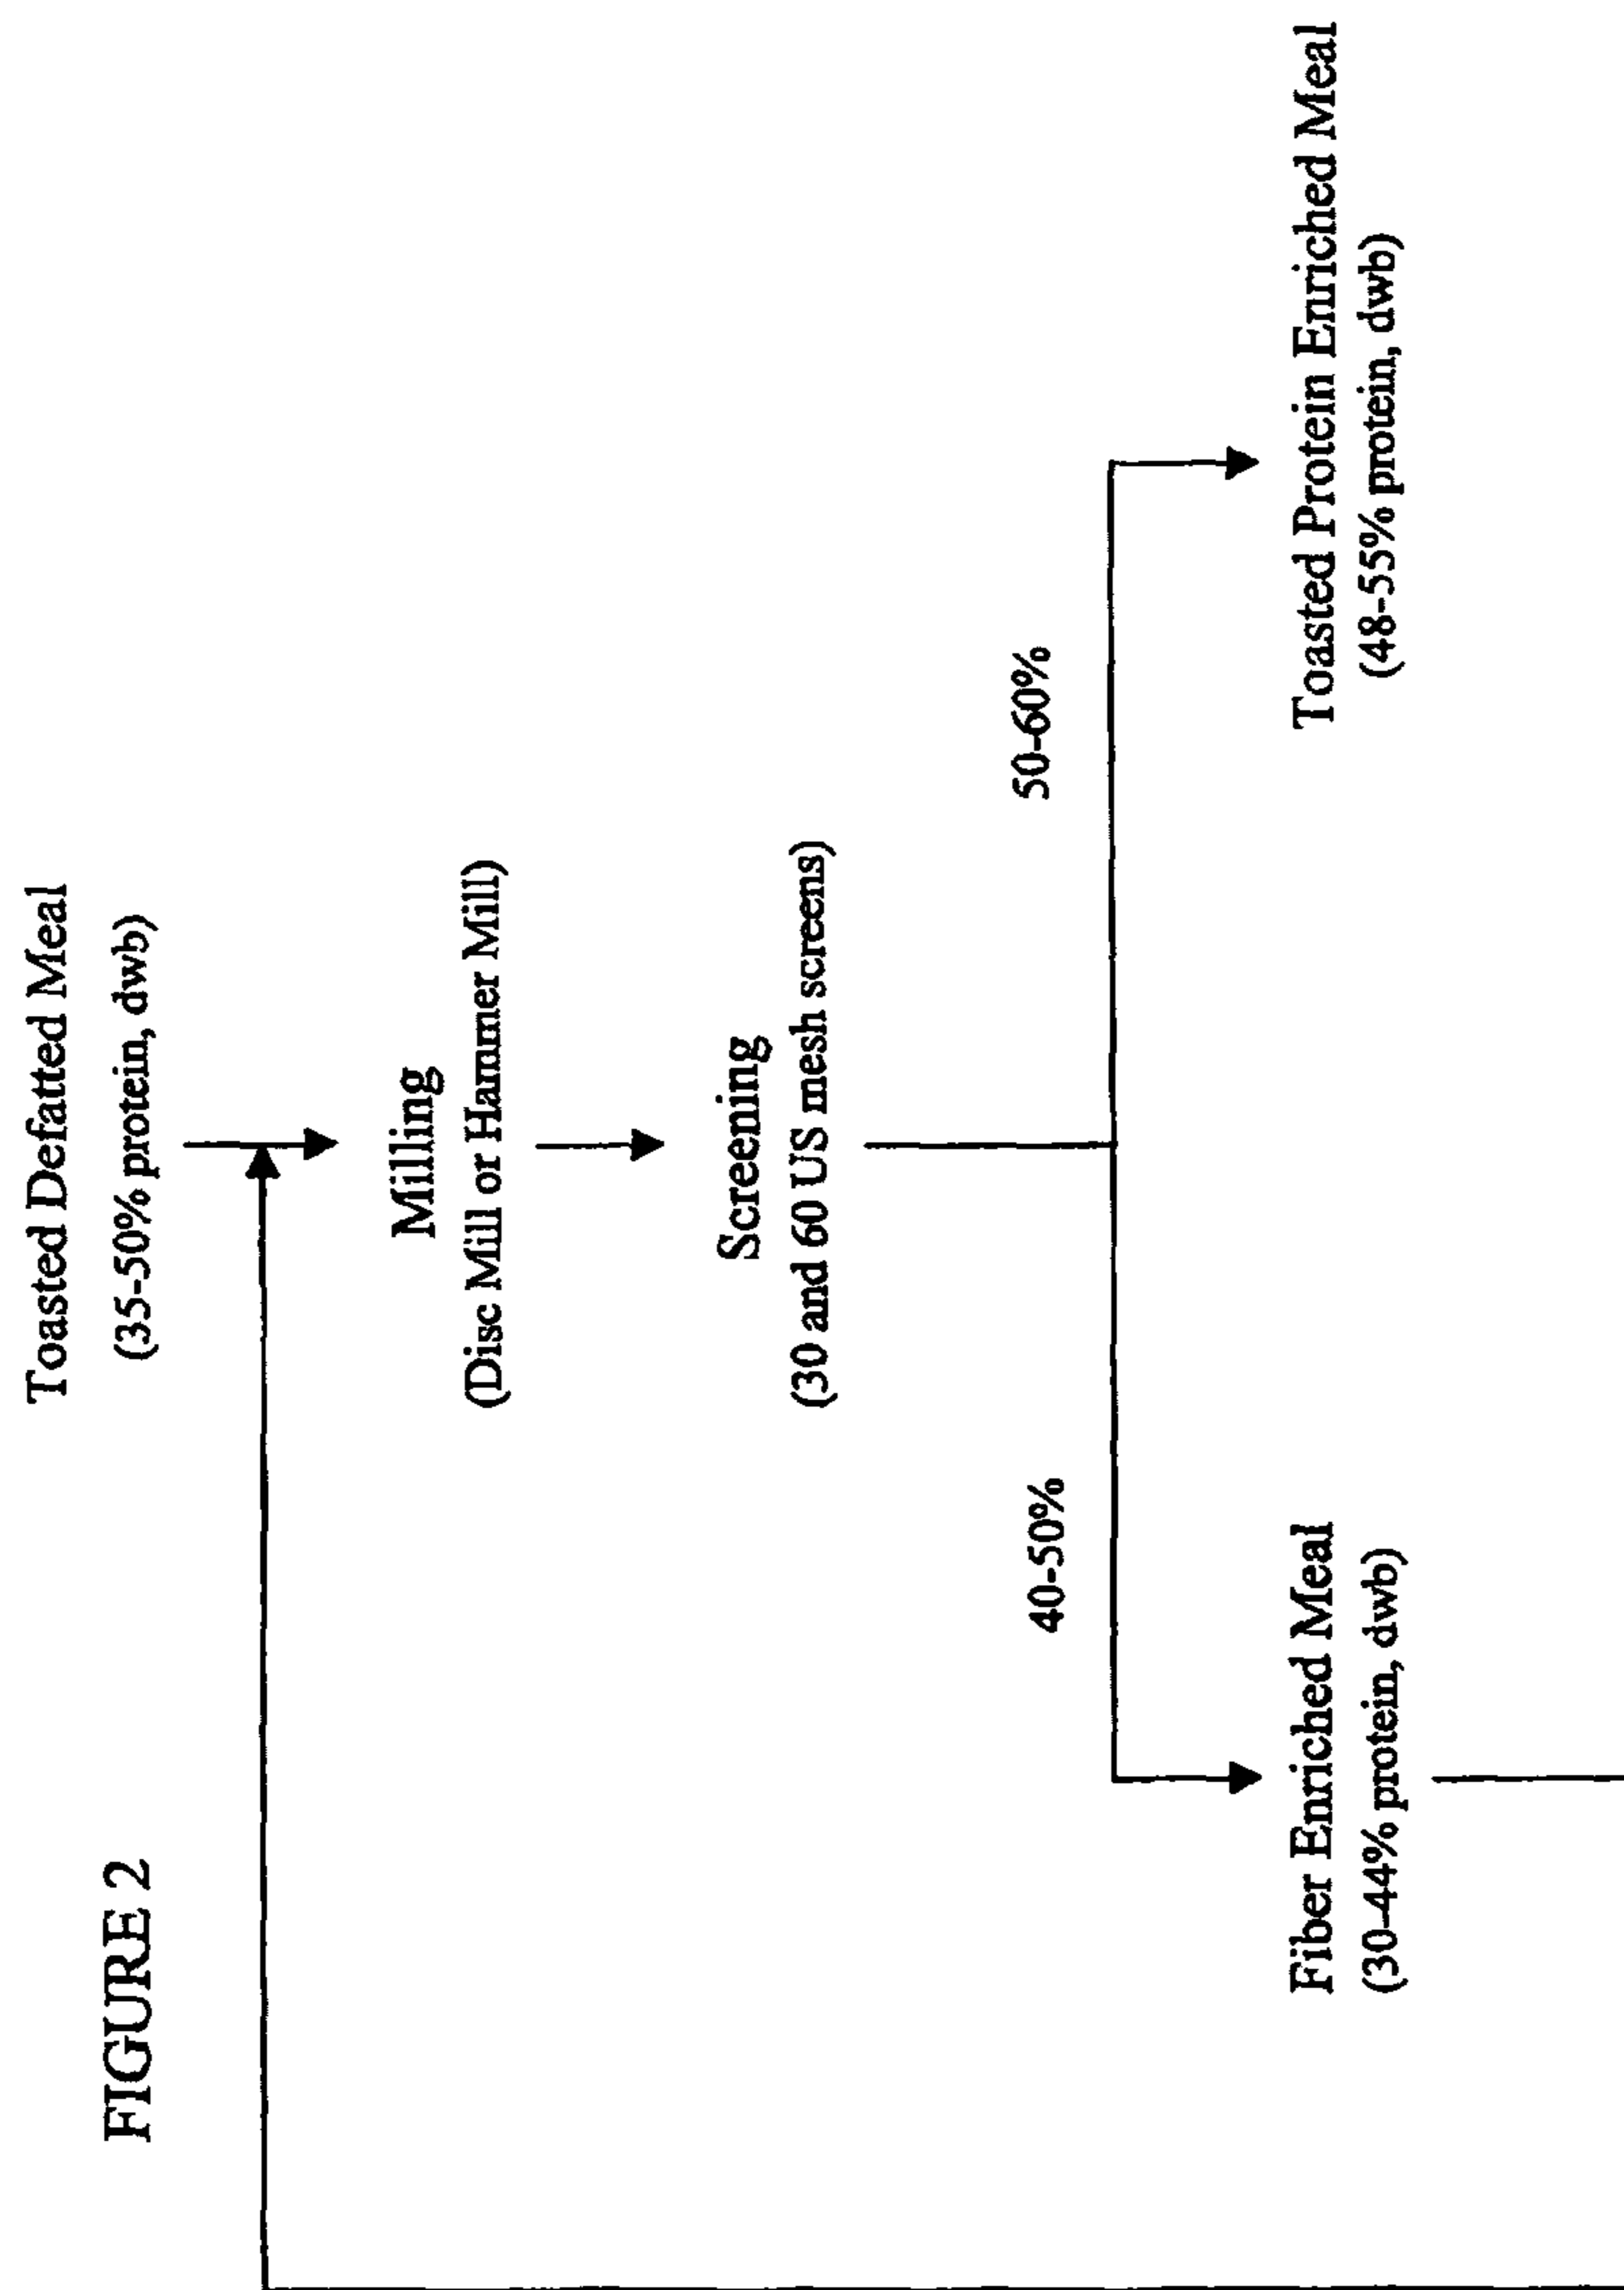 FIGURE 2
Toasted Defatted Meal
(35-50% protein, dwb)
Milling
(Disc Mill or Hammer Mill)
Screening
(30 and 60 US mesh screens)
40-50%
50-60%
Fiber Enriched Meal
(30-44% protein, dwb)
Toasted Protein Enriched Meal
(48-55% protein, dwb)